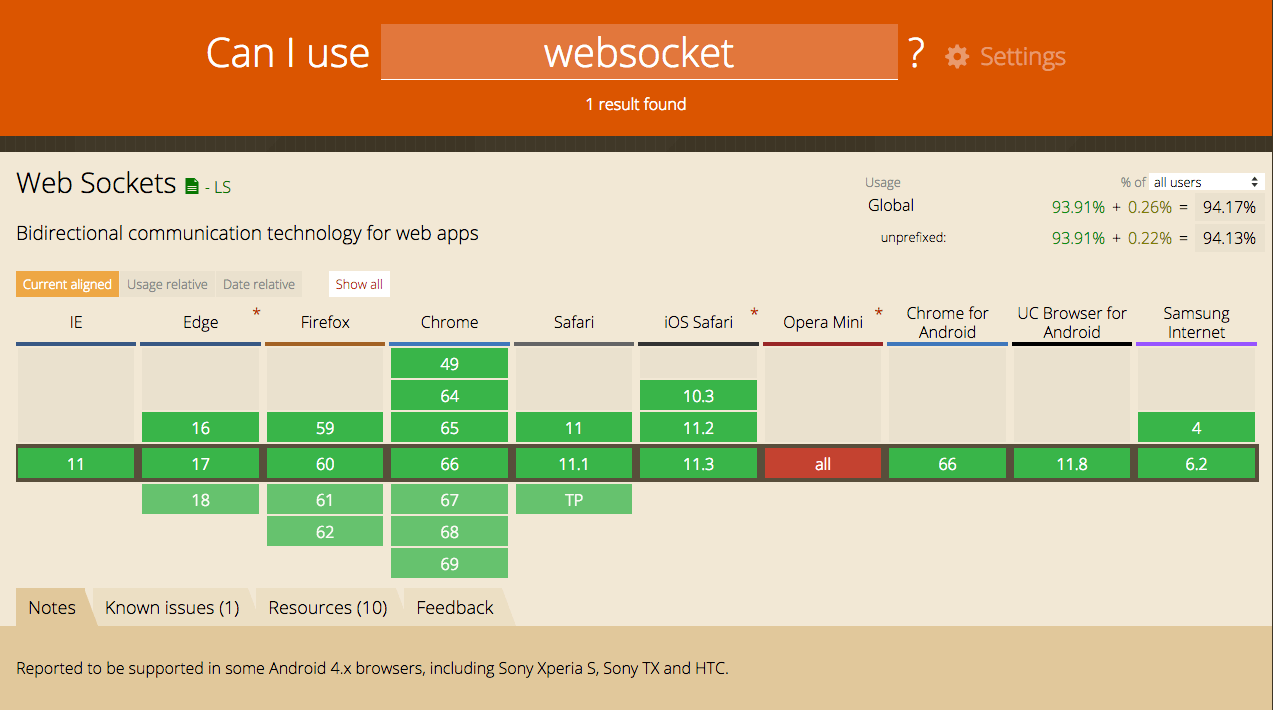 Can I use websocket ? Settings
1 result found
Web Sockets - LS
Usage % of all users
Global 93.91% + 0.26% = 94.17%
Bidirectional communication technology for web apps
unprefixed: 93.91% + 0.22% = 94.13%
Current aligned Usage relative Date relative Show all
IE Edge * Firefox Chrome Safari iOS Safari * Opera Mini * Chrome for Android UC Browser for Android Samsung Internet
49
64 10.3
16 59 65 11 11.2 4
11 17 60 66 11.1 11.3 all 66 11.8 6.2
18 61 67 TP
62 68
69
Notes Known issues (1) Resources (10) Feedback
Reported to be supported in some Android 4.x browsers, including Sony Xperia S, Sony TX and HTC.